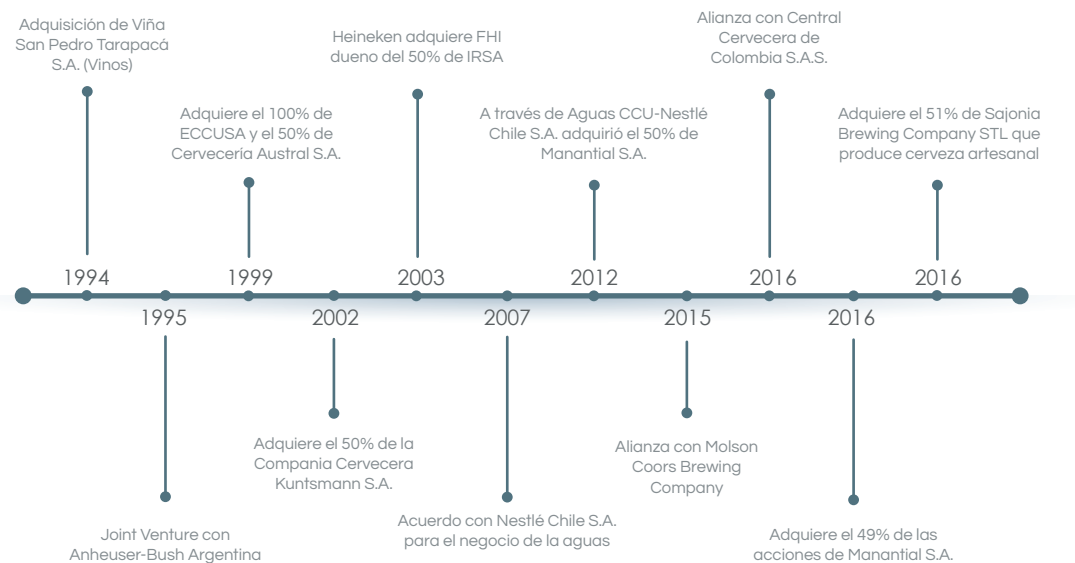 Adquisición de Viña
San Pedro Tarapacá
S.A. (Vinos)
1994
Joint Venture con
Anheuser-Bush Argentina
1995
Adquiere el 100% de
ECCUSA y el 50% de
Cervecería Austral S.A.
1999
2002
Adquiere el 50% de la
Compania Cervecera
Kuntsmann S.A.
Heineken adquiere FHI
dueno del 50% de IRSA
2003
2007
Acuerdo con Nestlé Chile S.A.
para el negocio de la aguas
A través de Aguas CCU-Nestlé
Chile S.A. adquirió el 50% de
Manantial S.A.
2012
2015
Alianza con Molson
Coors Brewing
Company
Alianza con Central
Cervecera de
Colombia S.A.S.
2016
2016
Adquiere el 49% de las
acciones de Manantial S.A.
Adquiere el 51% de Sajonia
Brewing Company STL que
produce cerveza artesanal
2016